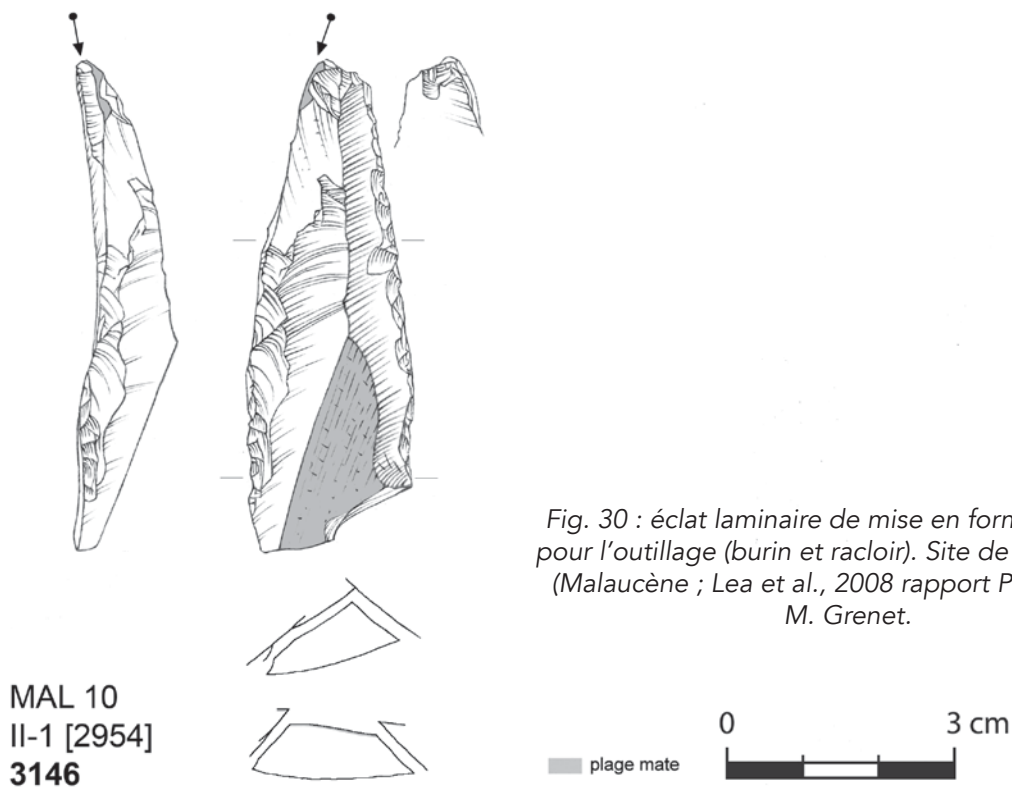 Fig. 30 : éclat laminaire de mise en
pour l'outillage (burin et racloir). Site de
(Malaucène ; Lea et al., 2008 rapport
M. Grenet.
MAL 10
II-1 [2954]
3146
plage mate
0 3 cm